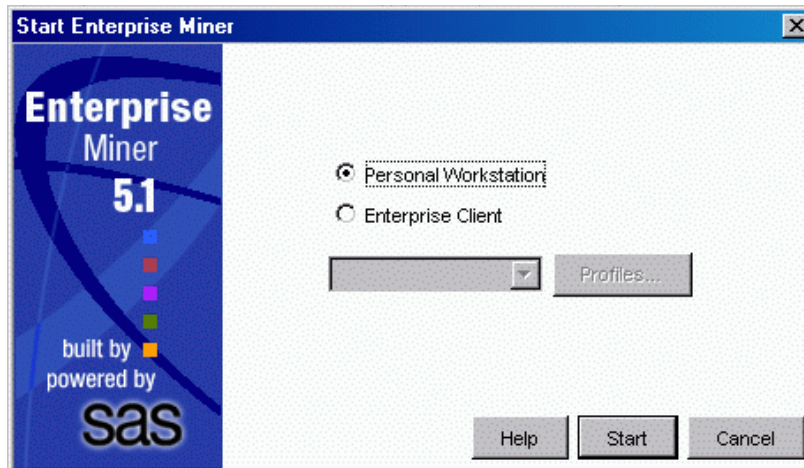 Start Enterprise Miner
Enterprise
Miner
5.1
built by
powered by
sas
Personal Workstation
Enterprise Client
Profiles...
Help
Start
Cancel